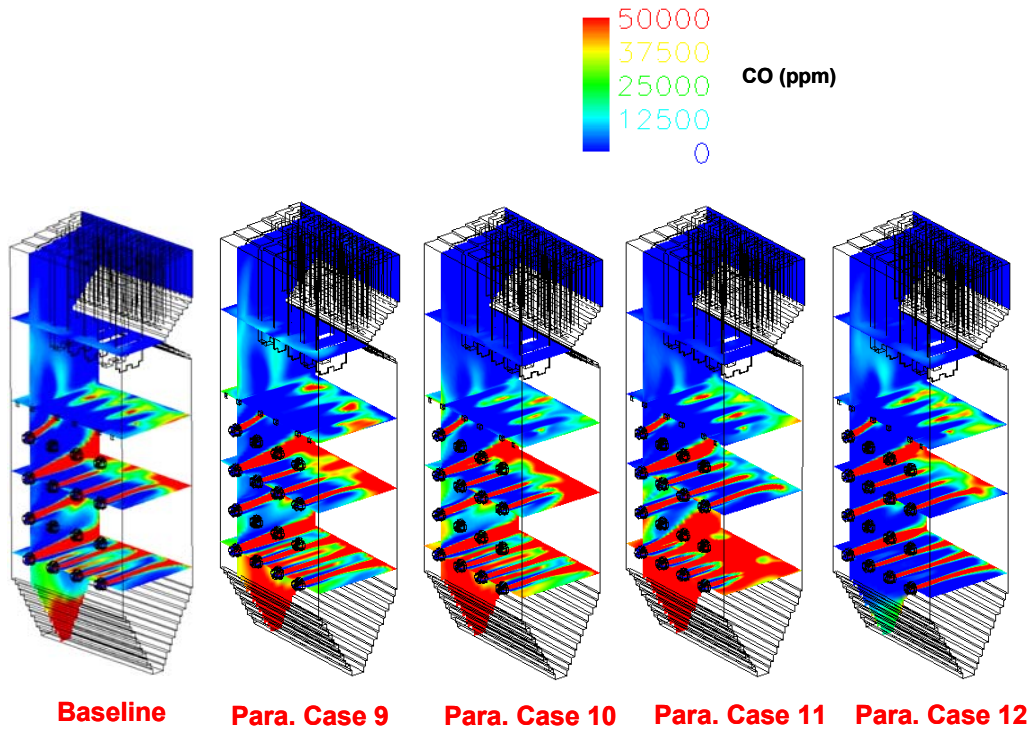 50000
37500
25000
12500
0
CO (ppm)
Baseline
Para. Case 9
Para. Case 10
Para. Case 11
Para. Case 12